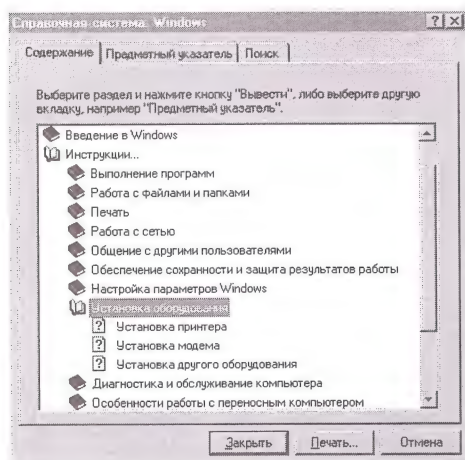 Справочная система Windows
Содержание Предметный указатель Поиск
Выберите раздел и нажмите кнопку "Вывести", либо выберите другую
вкладку, например "Предметный указатель".
Введение в Windows
Инструкции...
Выполнение программ
Работа с файлами и папками
Печать
Работа с сетью
Общение с другими пользователями
Обеспечение сохранности и защита результатов работы
Настройка параметров Windows
Установка оборудования
Установка принтера
Установка модема
Установка другого оборудования
Диагностика и обслуживание компьютера
Особенности работы с переносным компьютером
Закрыть Печать... Отмена